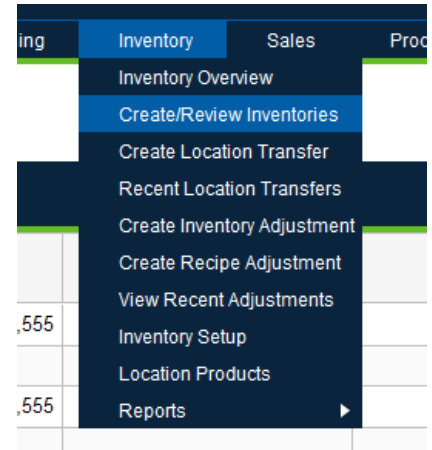 ing Inventory Sales Proc
Inventory Overview
Create/Review Inventories
Create Location Transfer
Recent Location Transfers
Create Inventory Adjustment
Create Recipe Adjustment
View Recent Adjustments
,555
Inventory Setup
Location Products
,555
Reports